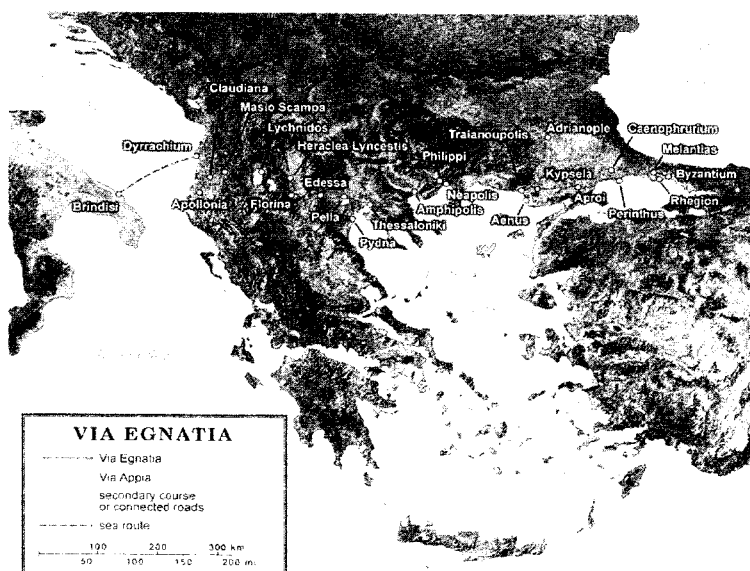 Claudiana
Masio Scampa
Lychnidos
Dyrrachium
Heraclea Lyncestis
Traianoupolis
Adrianople
Caenophrurium
Philippi
Melantias
Edessa
Kypsela
Byzantium
Brindisi
Apollonia
Florina
Neapolis
Aproi
Rhegion
Pella
Amphipolis
Aenus
Perinthus
Thessaloniki
Pydna
VIA EGNATIA
Via Egnatia
Via Appia
secondary course
or connected roads
sea route
100 200 300 km
50 100 150 200 mi